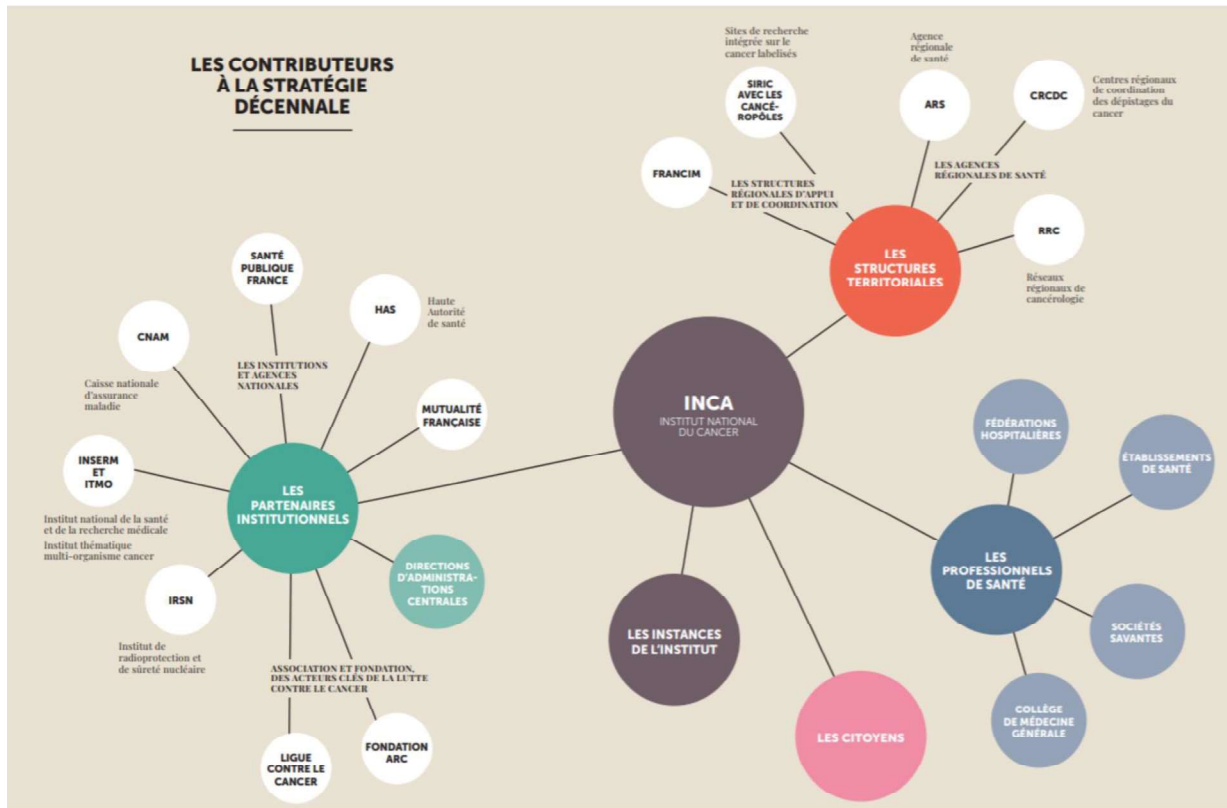 LES CONTRIBUTEURS
À LA STRATÉGIE
DÉCENNALE
Sites de recherche
intégrée sur le
cancer labelisés
SIRIC
AVEC LES
CANCÉ-
ROPÔLES
Agence
régionale
de santé
ARS
CRCDC
Centres régionaux
de coordination
des dépistages du
cancer
FRANCIM
LES STRUCTURES
RÉGIONALES D'APPUI
ET DE COORDINATION
LES AGENCES
RÉGIONALES DE SANTÉ
RRC
Réseaux
régionaux de
cancérologie
LES
STRUCTURES
TERRITORIALES
SANTÉ
PUBLIQUE
FRANCE
HAS
Haute
Autorité
de santé
CNAM
Caisse nationale
d'assurance
maladie
LES INSTITUTIONS
ET AGENCES
NATIONALES
MUTUALITÉ
FRANÇAISE
INSERM
ET
ITMO
Institut national de la santé
et de la recherche médicale
Institut thématique
multi-organisme cancer
LES
PARTENAIRES
INSTITUTIONNELS
DIRECTIONS
D'ADMINISTRA-
TIONS
CENTRALES
IRSN
Institut de
radioprotection et
de sûreté nucléaire
ASSOCIATION ET FONDATION,
DES ACTEURS CLÉS DE LA LUTTE
CONTRE LE CANCER
LIGUE
CONTRE LE
CANCER
FONDATION
ARC
INCA
INSTITUT NATIONAL
DU CANCER
LES INSTANCES
DE L'INSTITUT
LES CITOYENS
FÉDÉRATIONS
HOSPITALIÈRES
ÉTABLISSEMENTS
DE SANTÉ
LES
PROFESSIONNELS
DE SANTÉ
SOCIÉTÉS
SAVANTES
COLLÈGE
DE MÉDECINE
GÉNÉRALE